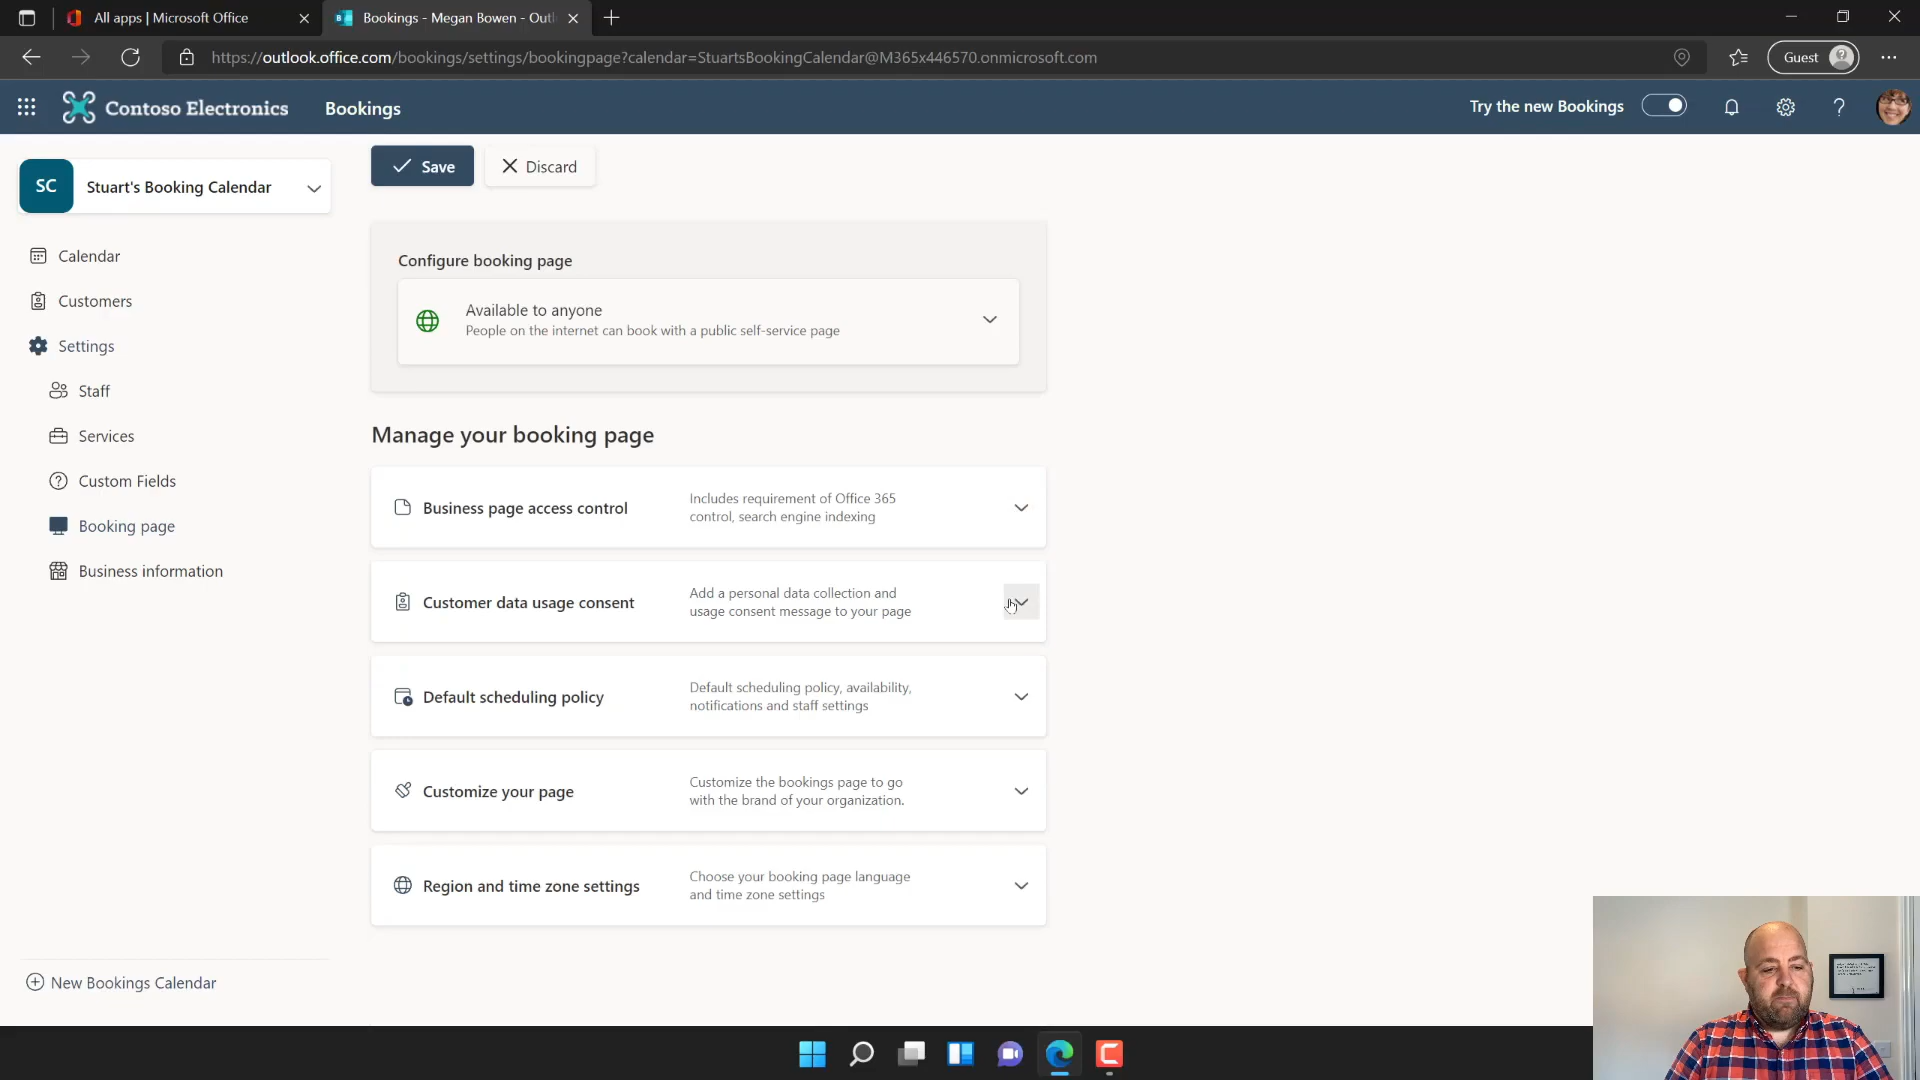 All apps | Microsoft Office
Bookings - Megan Bowen - Outl
https://outlook.office.com/bookings/settings/bookingpage?calendar=StuartsBookingCalendar@M365x446570.onmicrosoft.com
Guest
Contoso Electronics
Bookings
Try the new Bookings
SC
Stuart's Booking Calendar
Calendar
Customers
Settings
Staff
Services
Custom Fields
Booking page
Business information
New Bookings Calendar
Save
Discard
Configure booking page
Available to anyone
People on the internet can book with a public self-service page
Manage your booking page
Business page access control
Includes requirement of Office 365
control, search engine indexing
Customer data usage consent
Add a personal data collection and
usage consent message to your page
Default scheduling policy
Default scheduling policy, availability,
notifications and staff settings
Customize your page
Customize the bookings page to go
with the brand of your organization.
Region and time zone settings
Choose your booking page language
and time zone settings